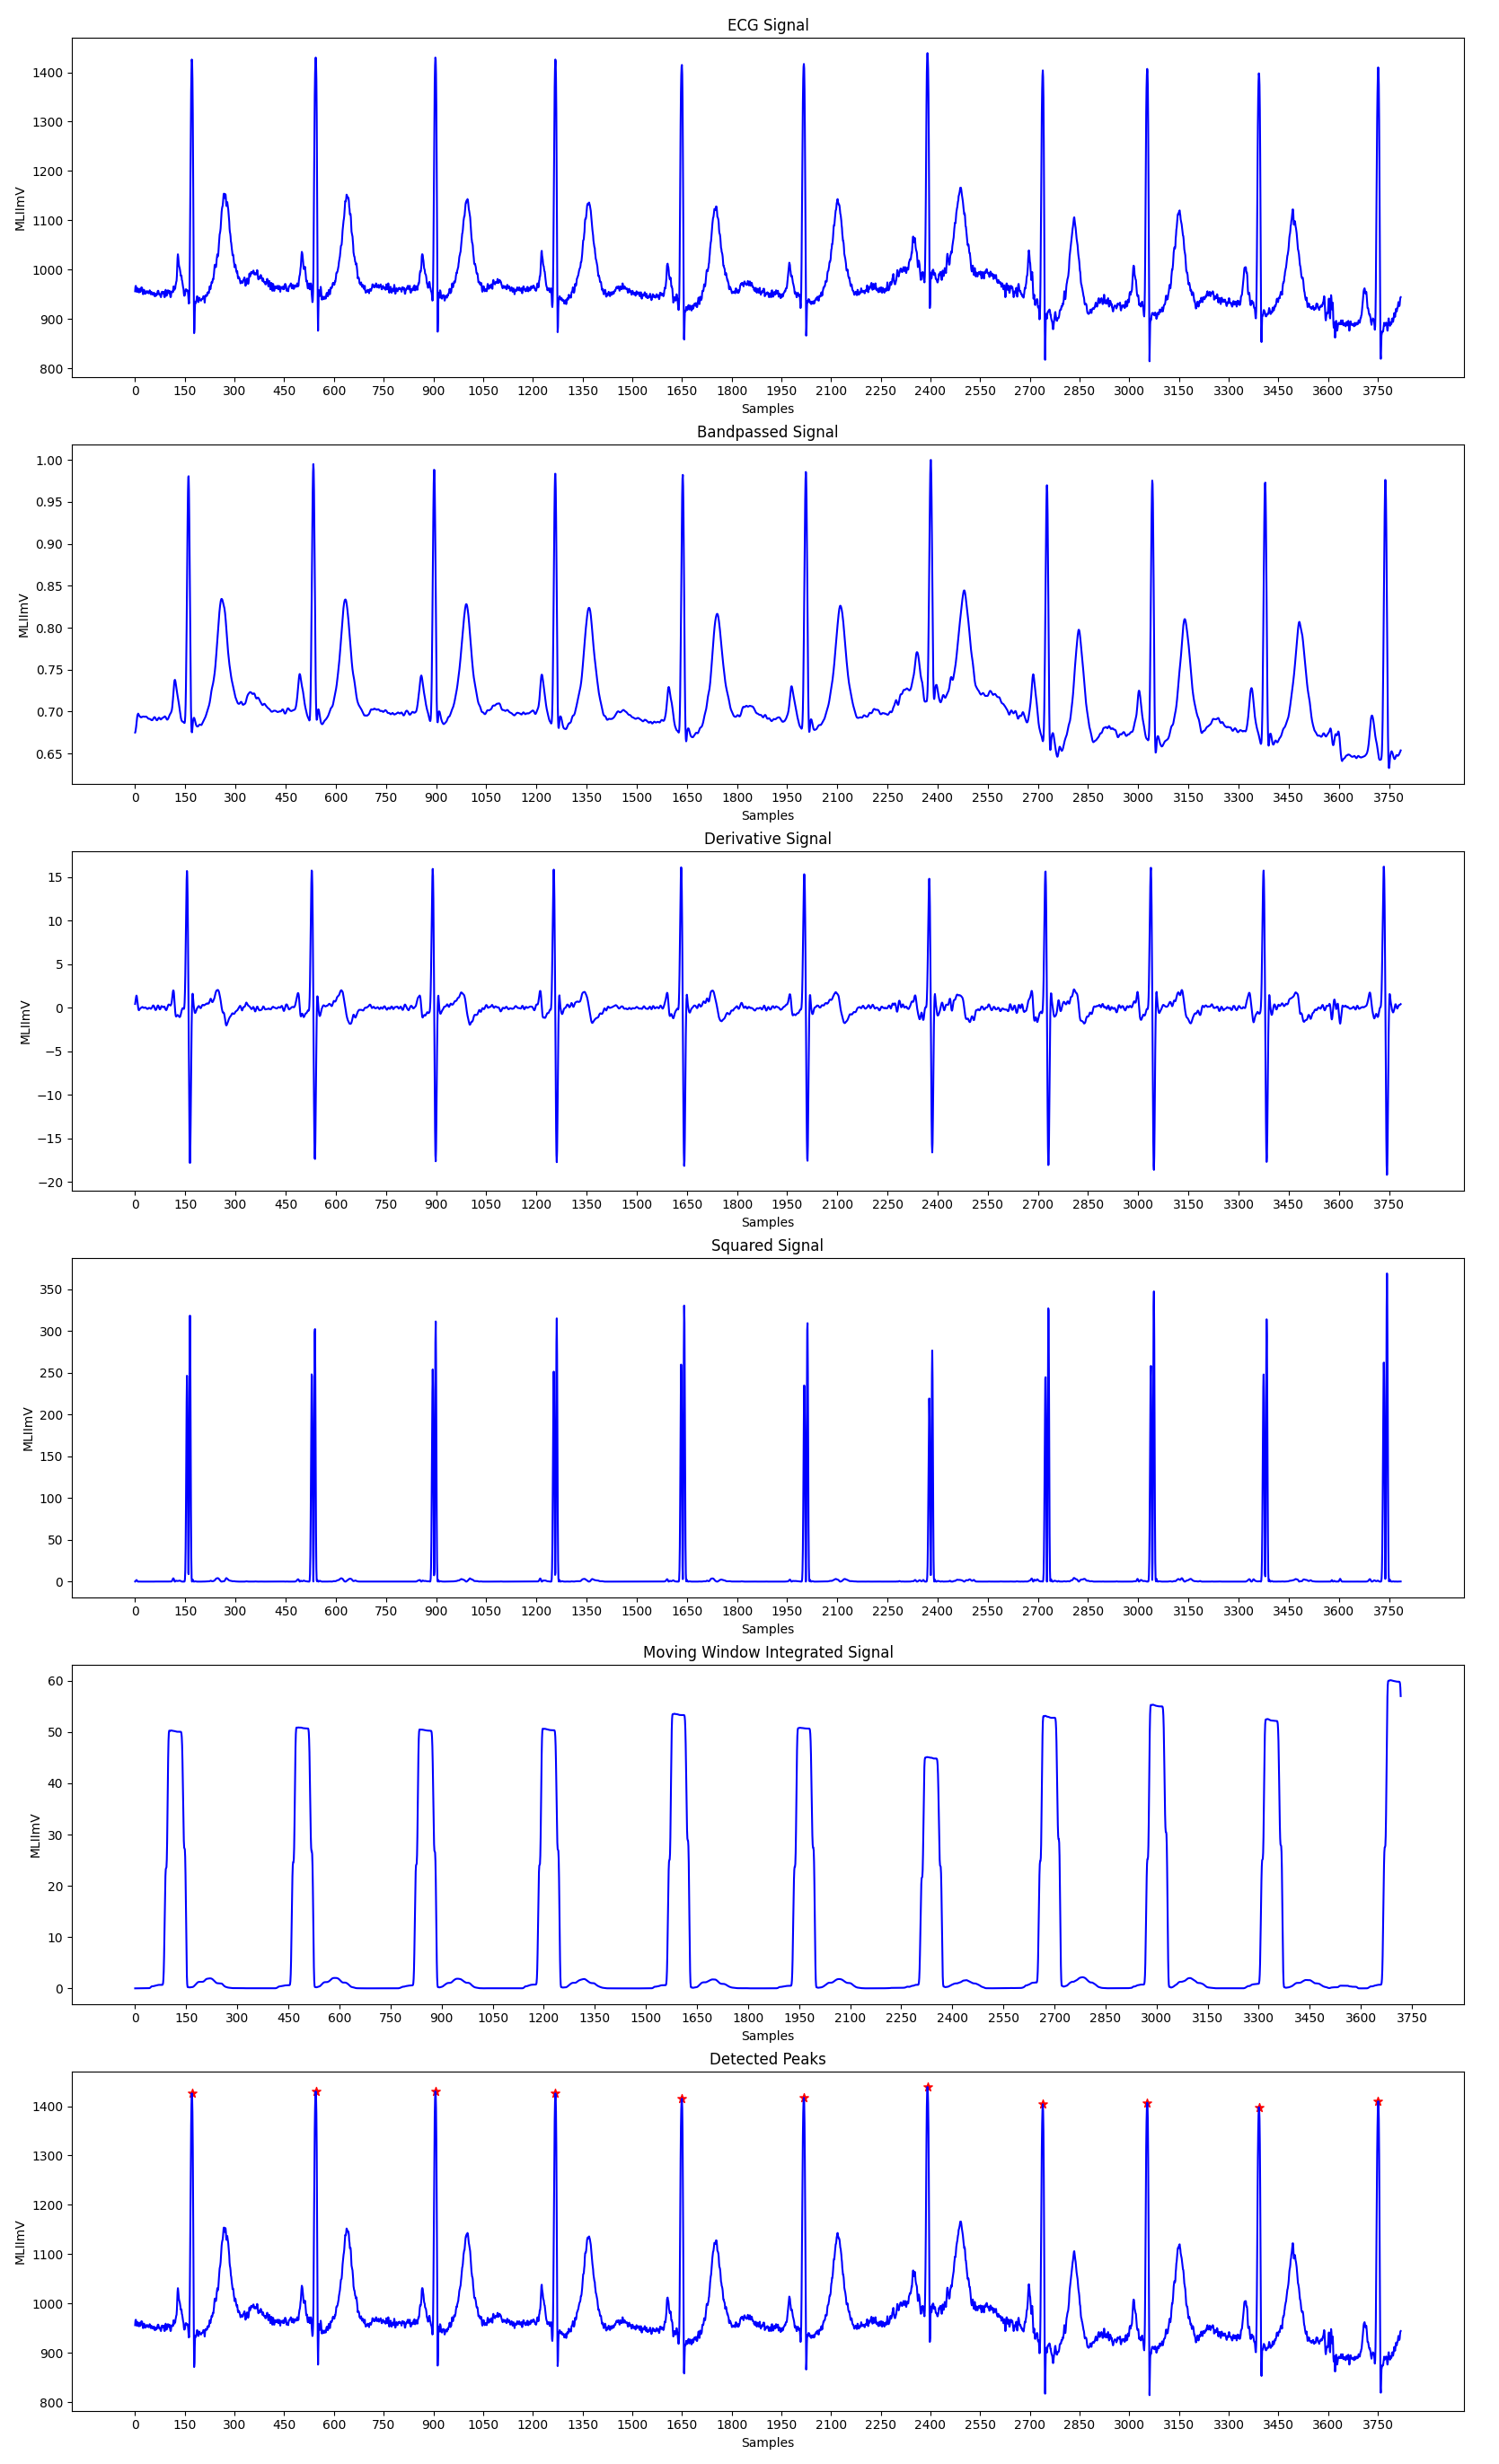 ECG Signal
1400
1300
1200
1100
1000
900
800
MLIImV
0 150 300 450 600 750 900 1050 1200 1350 1500 1650 1800 1950 2100 2250 2400 2550 2700 2850 3000 3150 3300 3450 3600 3750
Samples
Bandpassed Signal
1.00
0.95
0.90
0.85
0.80
0.75
0.70
0.65
MLIImV
0 150 300 450 600 750 900 1050 1200 1350 1500 1650 1800 1950 2100 2250 2400 2550 2700 2850 3000 3150 3300 3450 3600 3750
Samples
Derivative Signal
15
10
5
0
−5
−10
−15
−20
MLIImV
0 150 300 450 600 750 900 1050 1200 1350 1500 1650 1800 1950 2100 2250 2400 2550 2700 2850 3000 3150 3300 3450 3600 3750
Samples
Squared Signal
350
300
250
200
150
100
50
0
MLIImV
0 150 300 450 600 750 900 1050 1200 1350 1500 1650 1800 1950 2100 2250 2400 2550 2700 2850 3000 3150 3300 3450 3600 3750
Samples
Moving Window Integrated Signal
60
50
40
30
20
10
0
MLIImV
0 150 300 450 600 750 900 1050 1200 1350 1500 1650 1800 1950 2100 2250 2400 2550 2700 2850 3000 3150 3300 3450 3600 3750
Samples
Detected Peaks
1400
1300
1200
1100
1000
900
800
MLIImV
0 150 300 450 600 750 900 1050 1200 1350 1500 1650 1800 1950 2100 2250 2400 2550 2700 2850 3000 3150 3300 3450 3600 3750
Samples